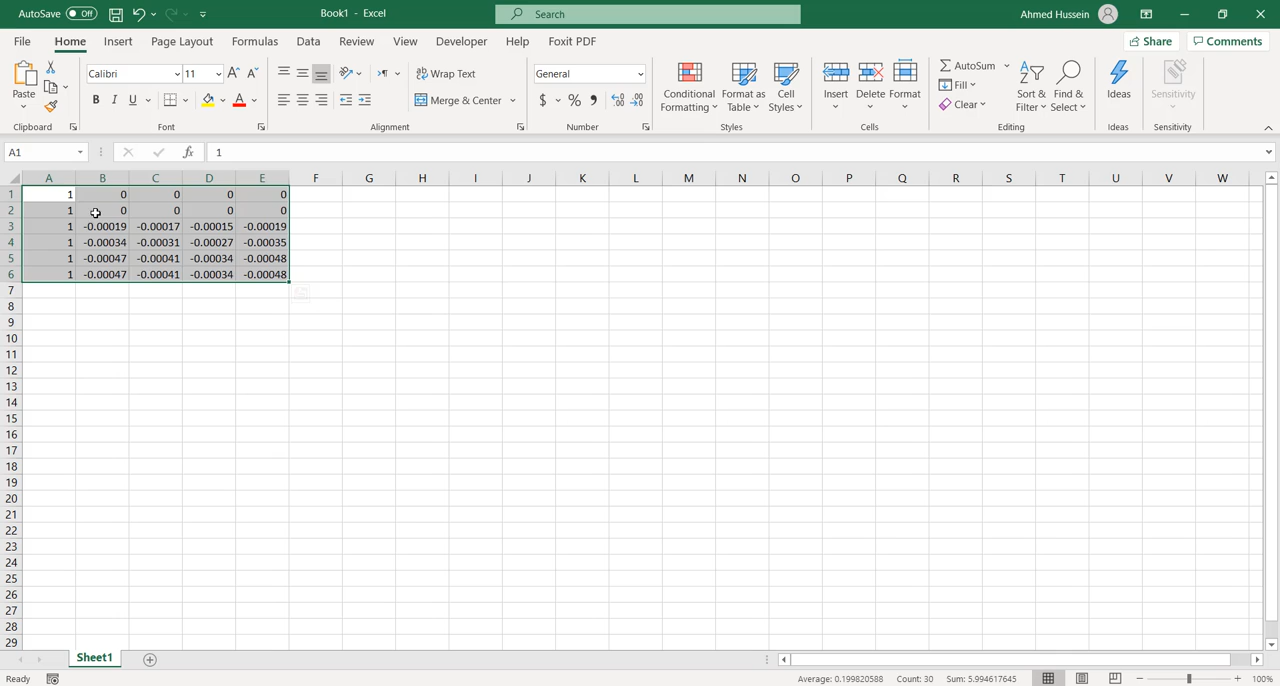 AutoSave Off Book1 - Excel Search Ahmed Hussein
File Home Insert Page Layout Formulas Data Review View Developer Help Foxit PDF Share Comments
Paste
Calibri 11
B I U
Wrap Text
Merge & Center
General
$ %
Conditional Formatting
Format as Table
Cell Styles
Insert
Delete
Format
AutoSum
Fill
Clear
Sort & Filter
Find & Select
Ideas
Sensitivity
Clipboard Font Alignment Number Styles Cells Editing Ideas Sensitivity
A1 fx 1
A B C D E F G H I J K L M N O P Q R S T U V W
1 1 0 0 0 0
2 1 0 0 0 0
3 1 -0.00019 -0.00017 -0.00015 -0.00019
4 1 -0.00034 -0.00031 -0.00027 -0.00035
5 1 -0.00047 -0.00041 -0.00034 -0.00048
6 1 -0.00047 -0.00041 -0.00034 -0.00048
7
8
9
10
11
12
13
14
15
16
17
18
19
20
21
22
23
24
25
26
27
28
29
Sheet1
Ready Average: 0.199820588 Count: 30 Sum: 5.994617645 100%